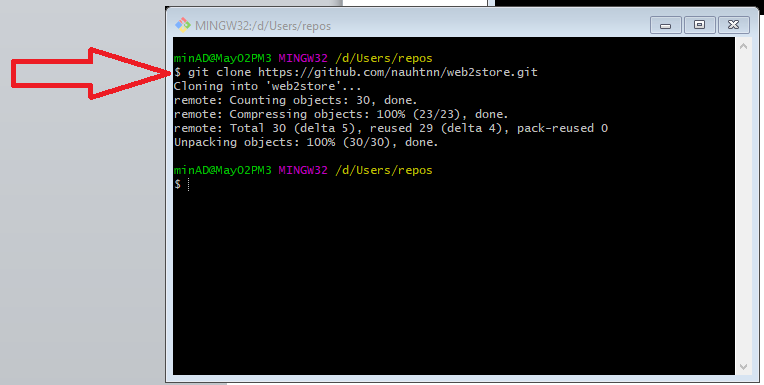 MINGW32:/d/Users/repos
minAD@May02PM3 MINGW32 /d/Users/repos
$ git clone https://github.com/nauhtnn/web2store.git
Cloning into 'web2store'...
remote: Counting objects: 30, done.
remote: Compressing objects: 100% (23/23), done.
remote: Total 30 (delta 5), reused 29 (delta 4), pack-reused 0
Unpacking objects: 100% (30/30), done.
minAD@May02PM3 MINGW32 /d/Users/repos
$